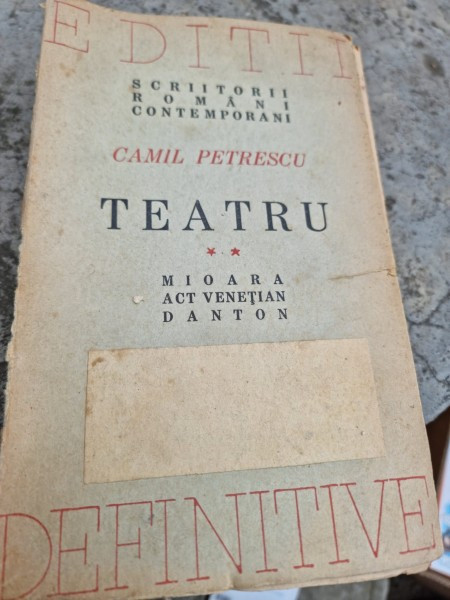 EDITII
SCRIITORII
ROMÂNI
CONTEMPORANI
CAMIL PETRESCU
TEATRU
**
MIOARA
ACT VENEȚIAN
DANTON
DEFINITIVE